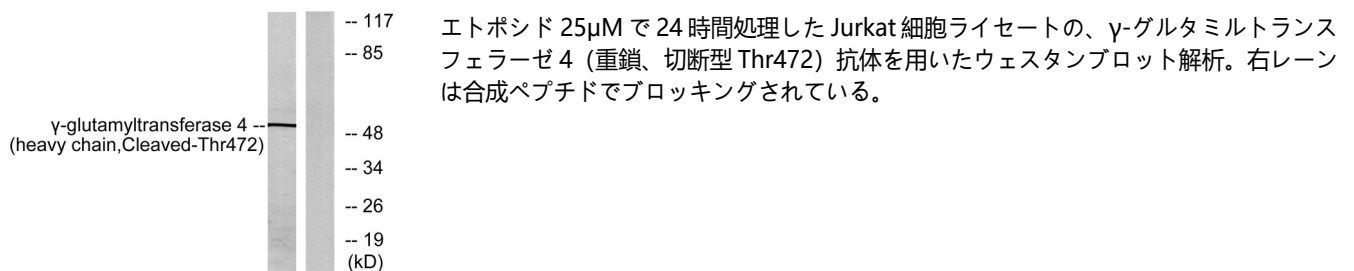 -- 117
-- 85
γ-glutamyltransferase 4 --
(heavy chain,Cleaved-Thr472)
-- 48
-- 34
-- 26
-- 19
(kD)
エトポシド 25μM で 24 時間処理した Jurkat 細胞ライセートの、γ-グルタミルトランス
フェラーゼ 4（重鎖、切断型 Thr472）抗体を用いたウェスタンブロット解析。右レーン
は合成ペプチドでブロッキングされている。